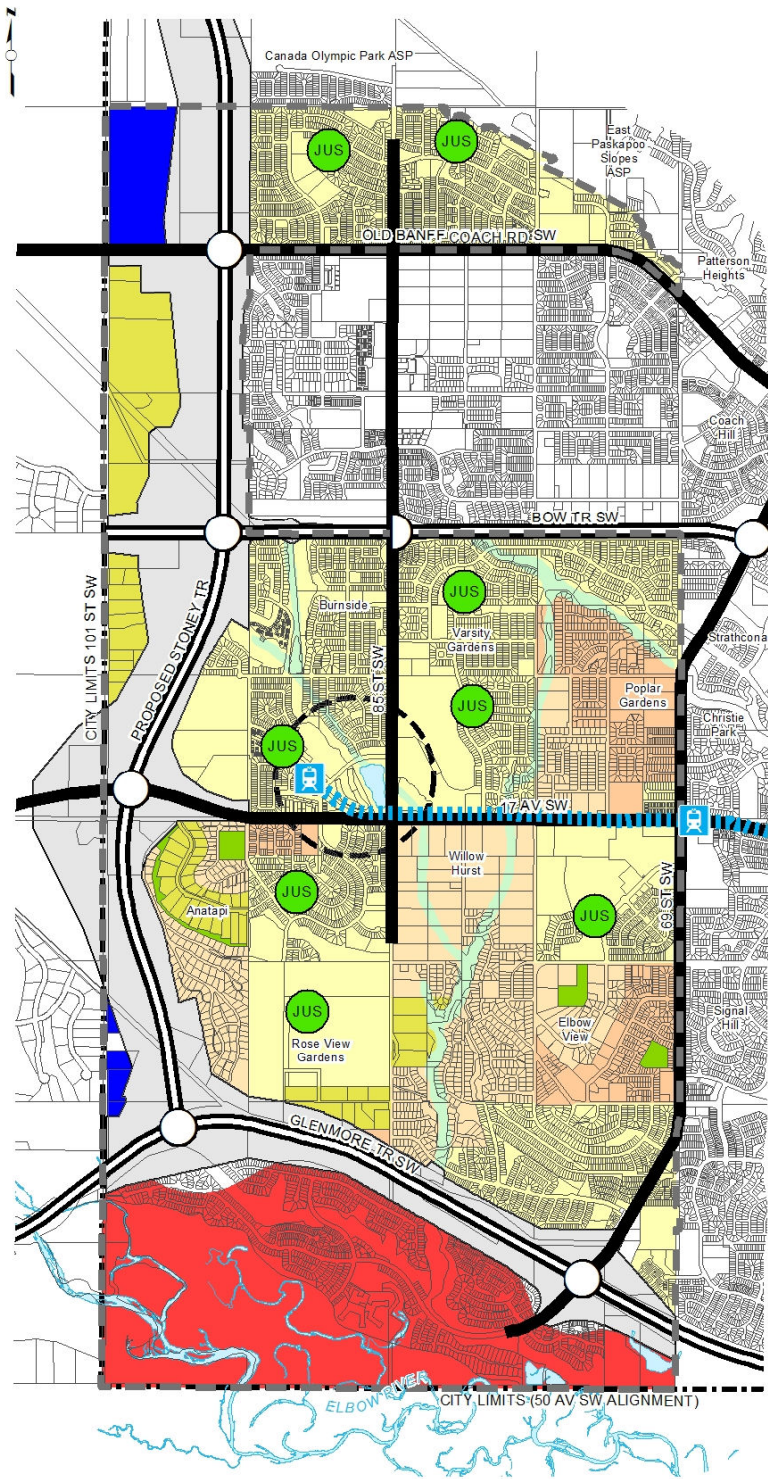 N
Canada Olympic Park ASP
JUS
JUS
East
Paskapoo
Slopes
ASP
OLD BANFF COACH RD SW
Patterson
Heights
Coach
Hill
BOW TR SW
CITY LIMITS 101 ST SW
PROPOSED STONEY TR
Burnside
JUS
Varsity
Gardens
85 ST SW
Strathcona
Poplar
Gardens
JUS
Christie
Park
JUS
17 AV SW
Willow
Hurst
Anatapi
JUS
JUS
69 ST SW
JUS
Rose View
Gardens
Elbow
View
Signal
Hill
GLENMORE TR SW
ELBOW RIVER
CITY LIMITS (50 AV SW ALIGNMENT)